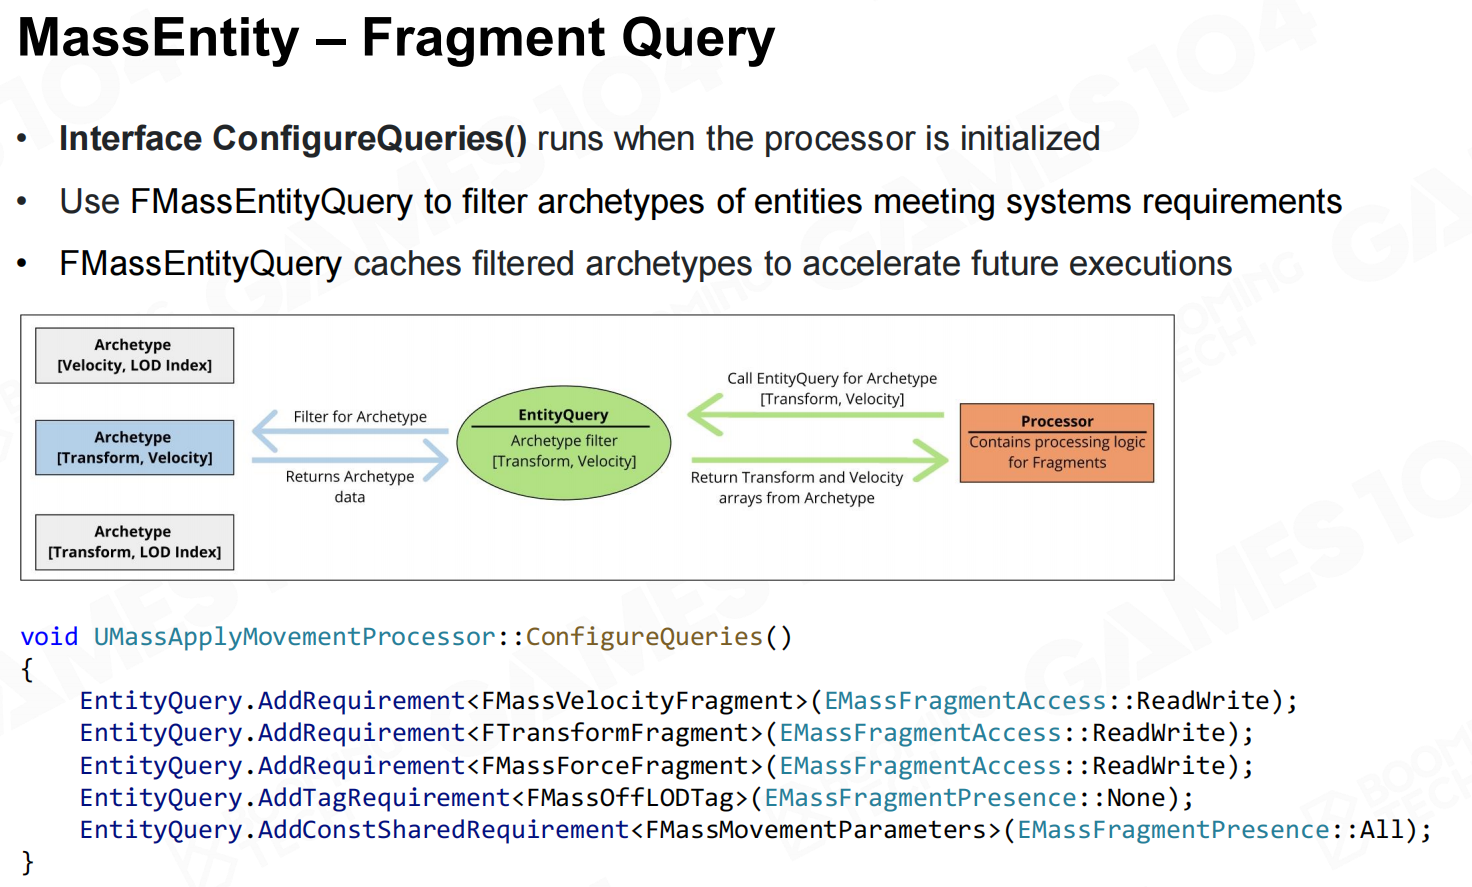 MassEntity – Fragment Query
• Interface ConfigureQueries() runs when the processor is initialized
• Use FMassEntityQuery to filter archetypes of entities meeting systems requirements
• FMassEntityQuery caches filtered archetypes to accelerate future executions
Archetype
[Velocity, LOD Index]
Archetype
[Transform, Velocity]
Archetype
[Transform, LOD Index]
Filter for Archetype
Returns Archetype
data
EntityQuery
Archetype filter
[Transform, Velocity]
Call EntityQuery for Archetype
[Transform, Velocity]
Return Transform and Velocity
arrays from Archetype
Processor
Contains processing logic
for Fragments
void UMassApplyMovementProcessor::ConfigureQueries()
{
    EntityQuery.AddRequirement<FMassVelocityFragment>(EMassFragmentAccess::ReadWrite);
    EntityQuery.AddRequirement<FTransformFragment>(EMassFragmentAccess::ReadWrite);
    EntityQuery.AddRequirement<FMassForceFragment>(EMassFragmentAccess::ReadWrite);
    EntityQuery.AddTagRequirement<FMassOffLODTag>(EMassFragmentPresence::None);
    EntityQuery.AddConstSharedRequirement<FMassMovementParameters>(EMassFragmentPresence::All);
}
GAMES104
BOOMING
TECH